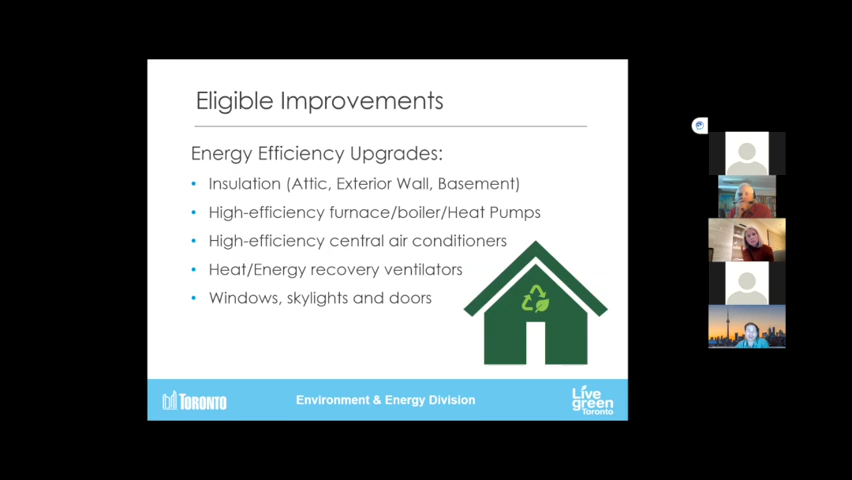 Eligible Improvements
Energy Efficiency Upgrades:
• Insulation (Attic, Exterior Wall, Basement)
• High-efficiency furnace/boiler/Heat Pumps
• High-efficiency central air conditioners
• Heat/Energy recovery ventilators
• Windows, skylights and doors
TORONTO
Environment & Energy Division
Live
green
Toronto